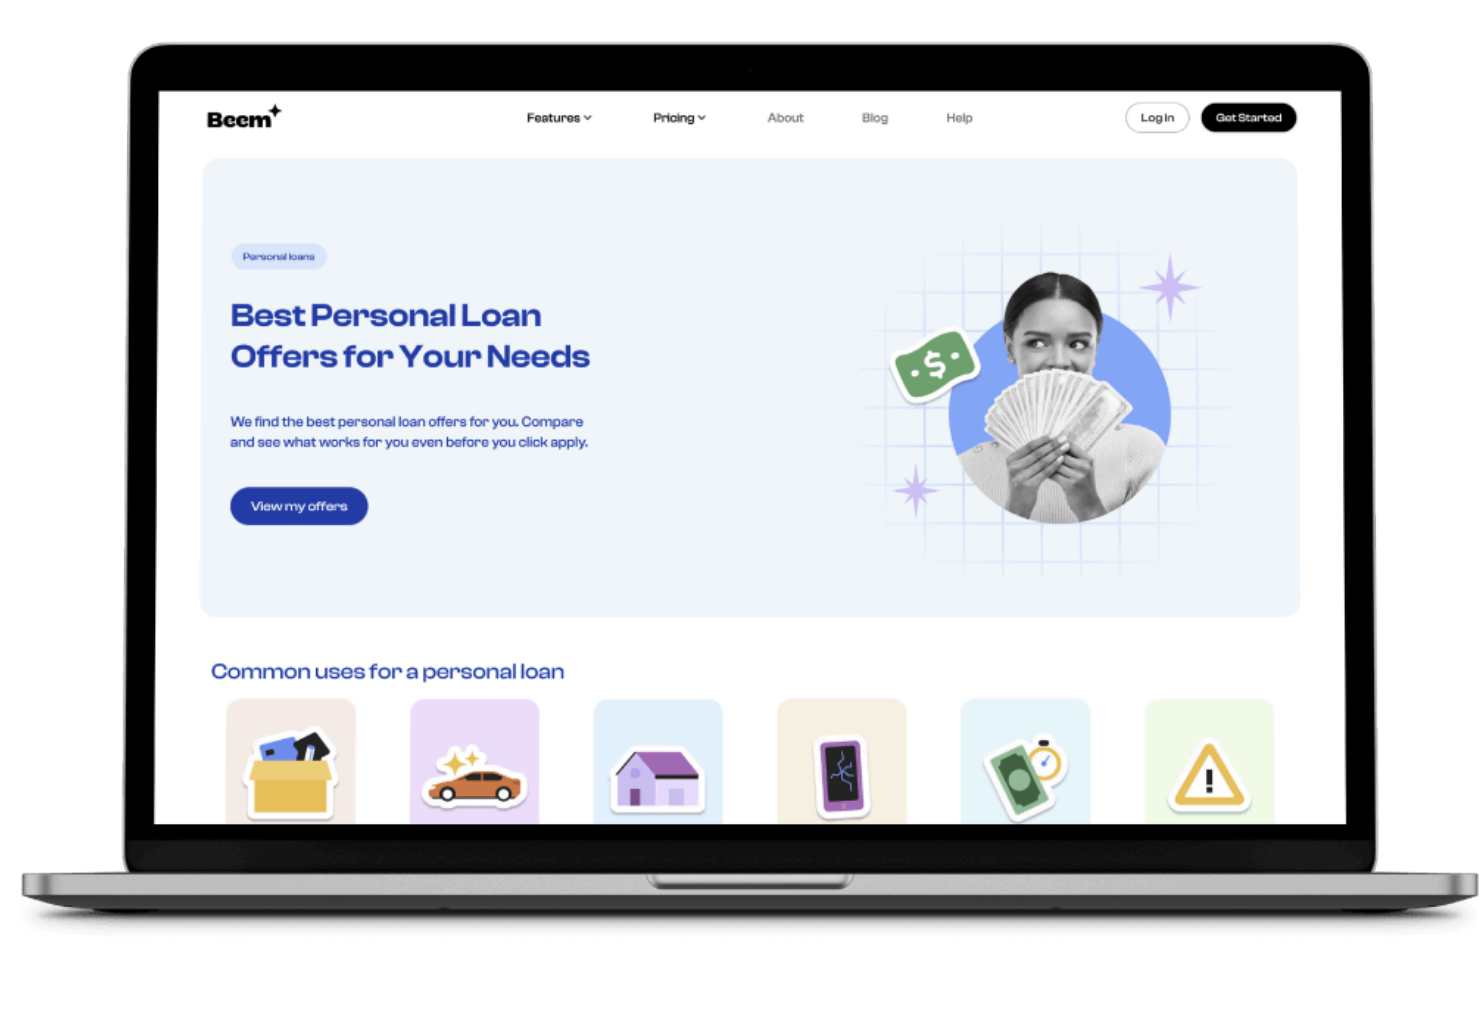 Beem
Features
Pricing
About
Blog
Help
Log In
Get Started
Personal loans
Best Personal Loan
Offers for Your Needs
We find the best personal loan offers for you. Compare
and see what works for you even before you click apply.
View my offers
$
Common uses for a personal loan
!